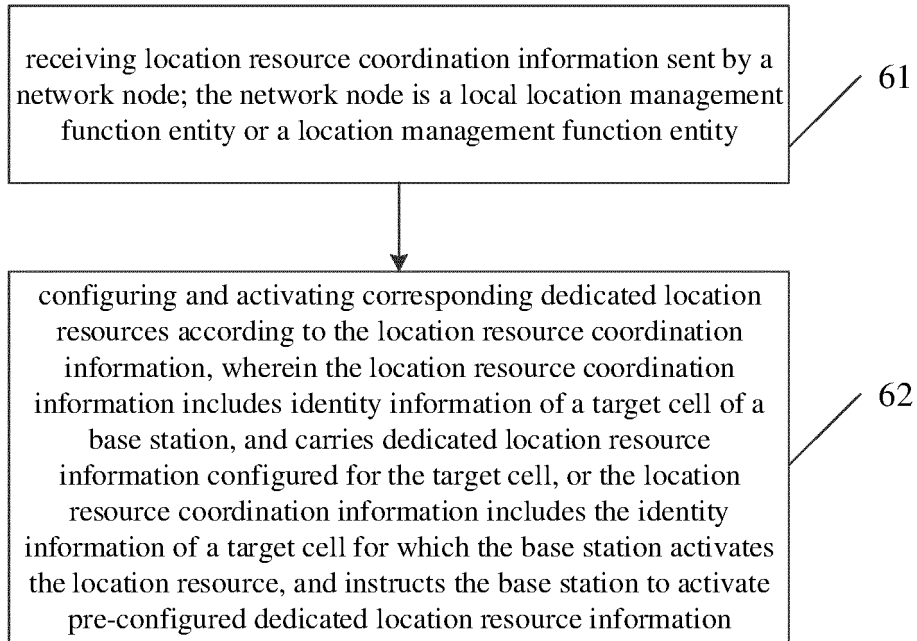 receiving location resource coordination information sent by a
network node; the network node is a local location management
function entity or a location management function entity
61
configuring and activating corresponding dedicated location
resources according to the location resource coordination
information, wherein the location resource coordination
information includes identity information of a target cell of a
base station, and carries dedicated location resource
information configured for the target cell, or the location
resource coordination information includes the identity
information of a target cell for which the base station activates
the location resource, and instructs the base station to activate
pre-configured dedicated location resource information
62